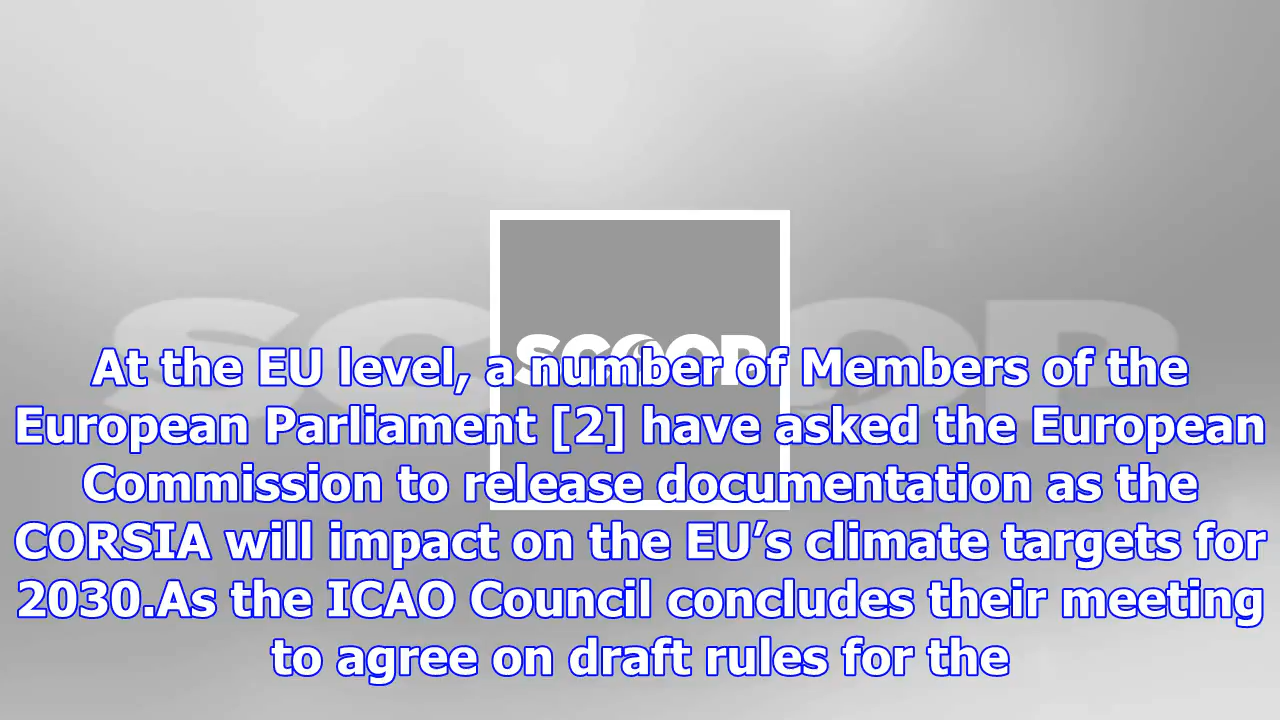 SCOOP
At the EU level, a number of Members of the
European Parliament [2] have asked the European
Commission to release documentation as the
CORSIA will impact on the EU’s climate targets for
2030.As the ICAO Council concludes their meeting
to agree on draft rules for the